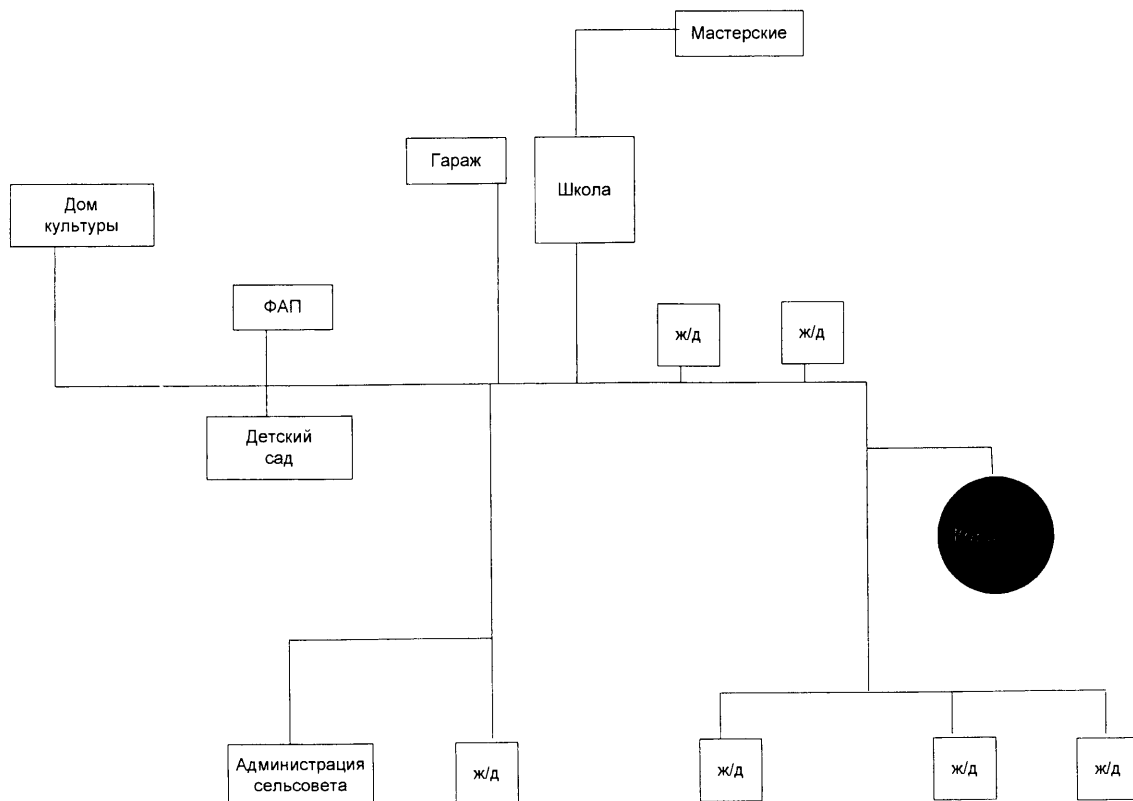 Мастерские
Гараж
Школа
Дом
культуры
ФАП
ж/д
ж/д
Детский
сад
Администрация
сельсовета
ж/д
ж/д
ж/д
ж/д